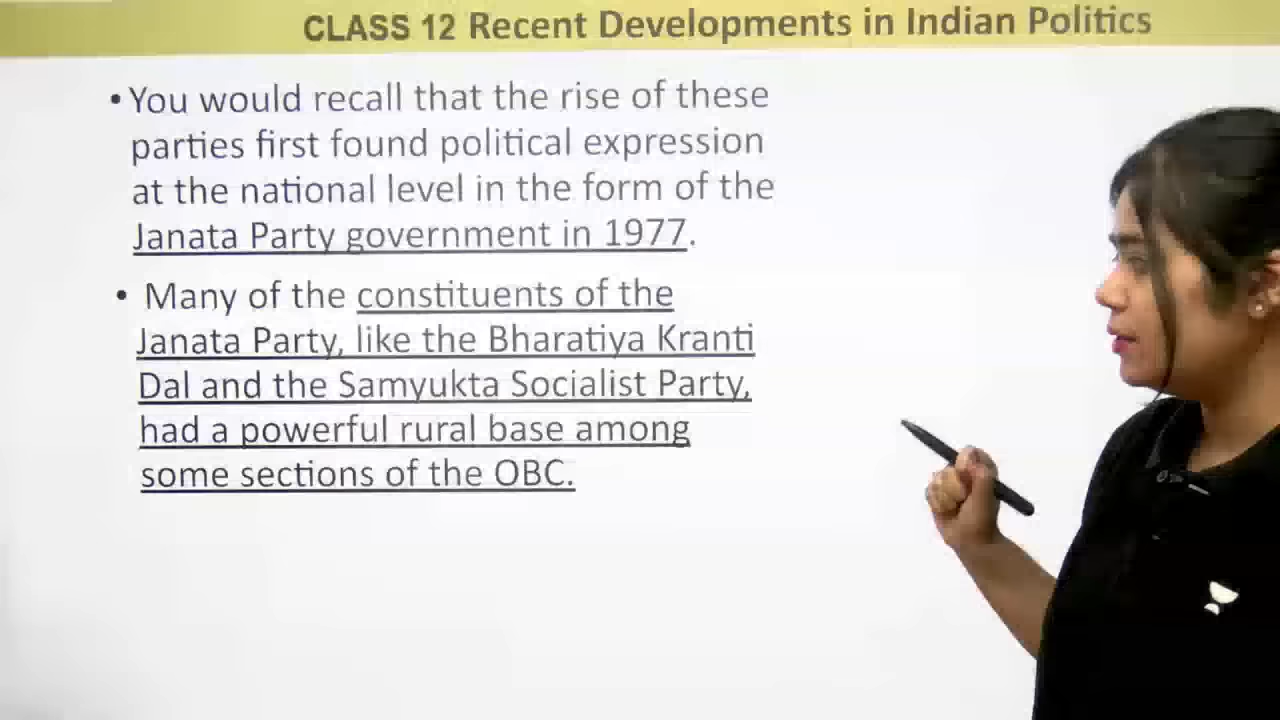 CLASS 12 Recent Developments in Indian Politics
• You would recall that the rise of these
parties first found political expression
at the national level in the form of the
Janata Party government in 1977.
• Many of the constituents of the
Janata Party, like the Bharatiya Kranti
Dal and the Samyukta Socialist Party,
had a powerful rural base among
some sections of the OBC.